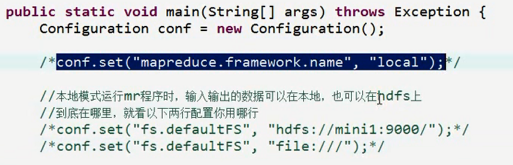 public static void main(String[] args) throws Exception {
Configuration conf = new Configuration();
/*conf.set("mapreduce.framework.name", "local");*/
//本地模式运行mr程序时，输入输出的数据可以在本地，也可以在hdfs上
//到底在哪里，就看以下两行配置你用哪行
/*conf.set("fs.defaultFS", "hdfs://mini1:9000/");*/
/*conf.set("fs.defaultFS", "file:///");*/